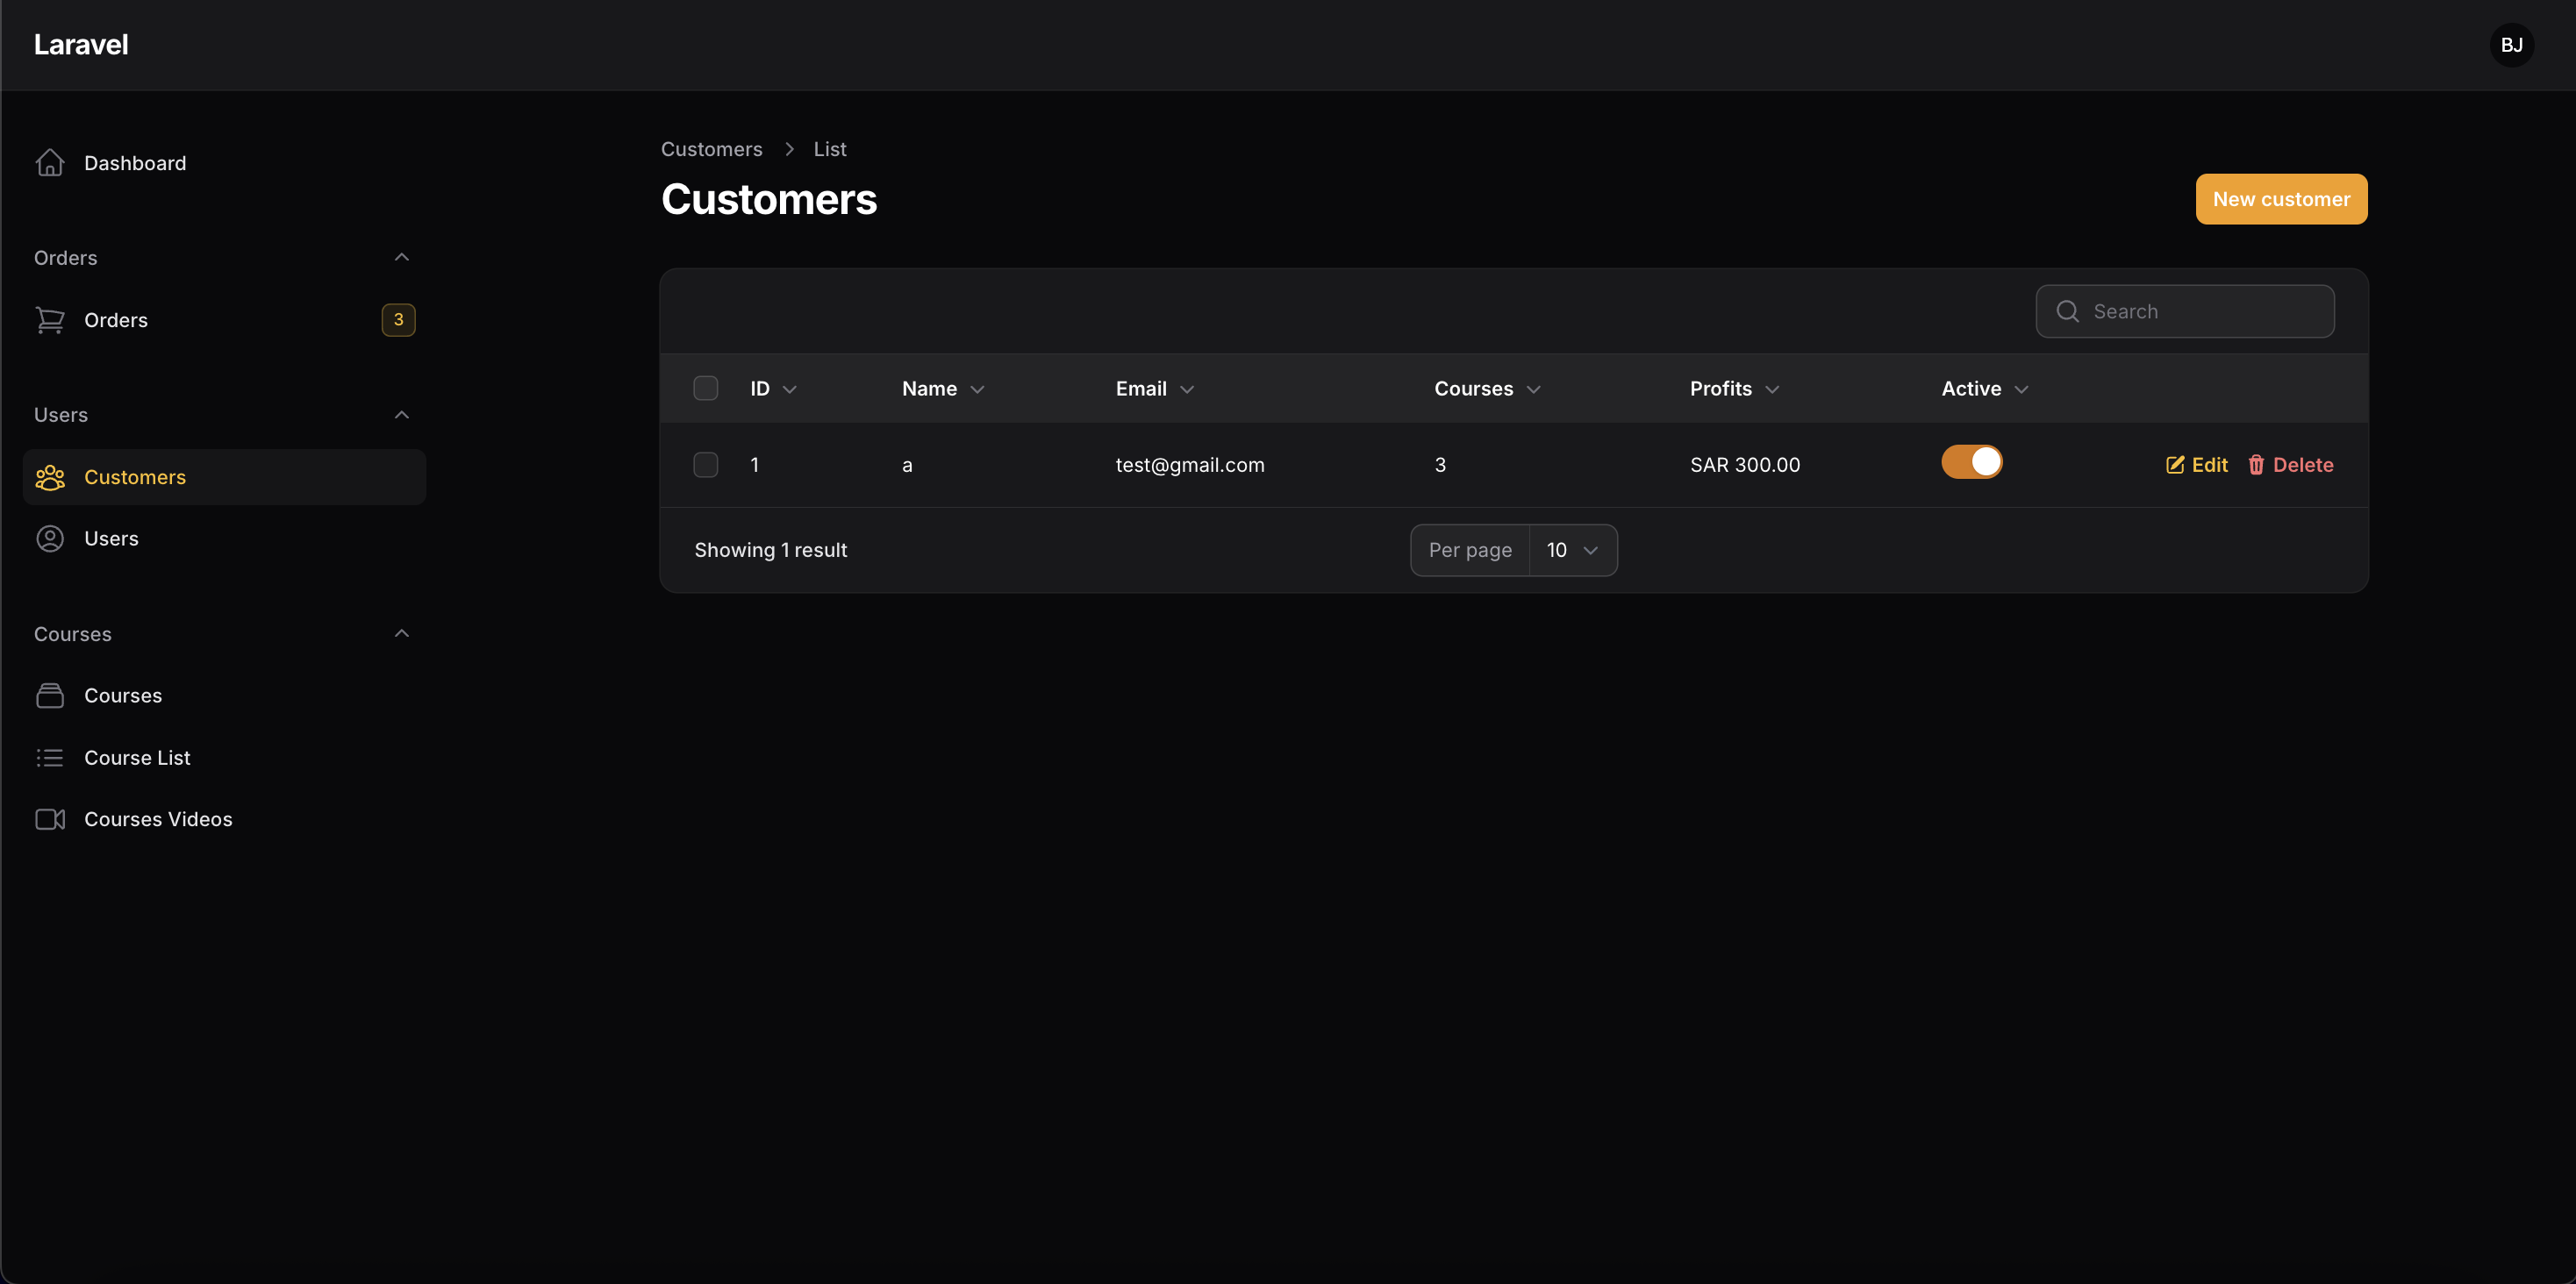 Laravel
BJ
Dashboard
Orders
Orders
3
Users
Customers
Users
Courses
Courses
Course List
Courses Videos
Customers
List
Customers
New customer
Search
ID Name Email Courses Profits Active
1 a test@gmail.com 3 SAR 300.00 Edit Delete
Showing 1 result
Per page 10